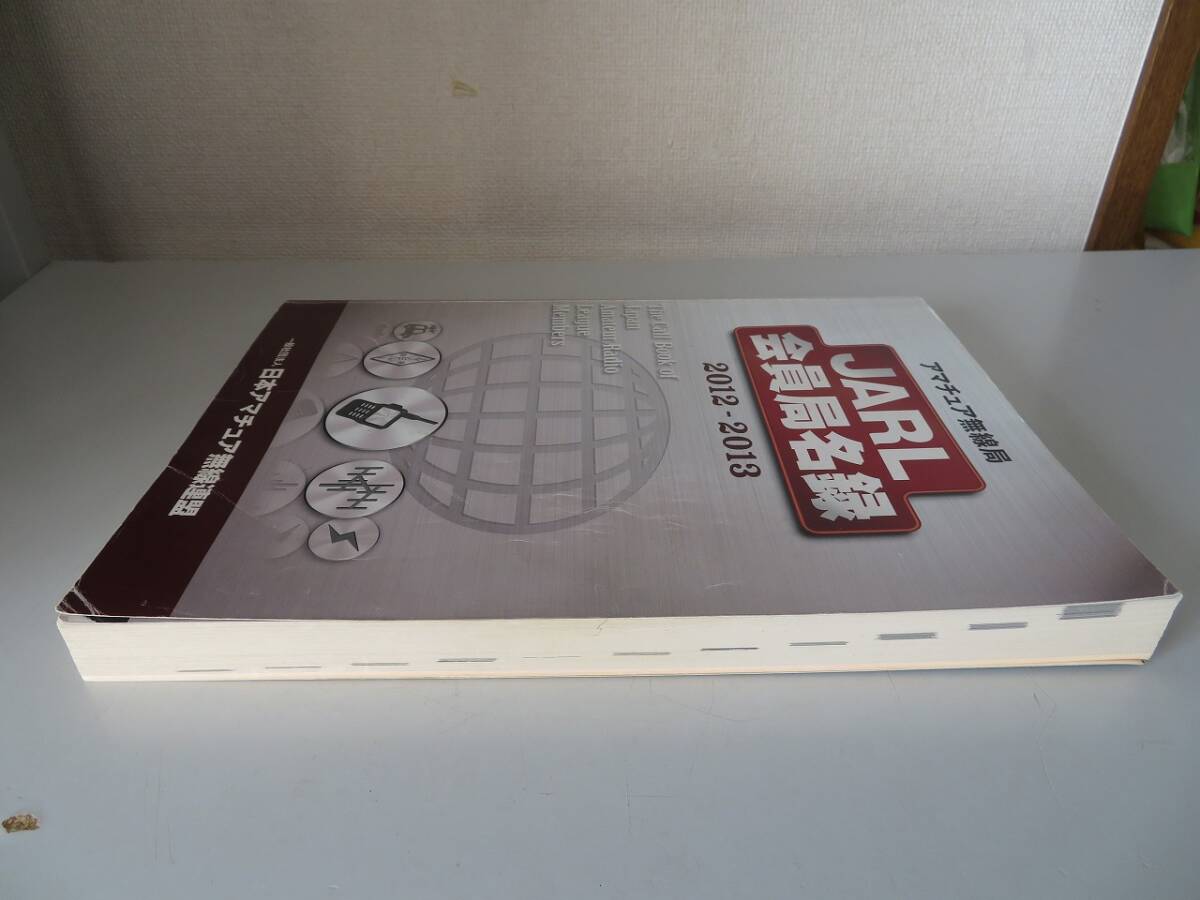 アマチュア無線局
JARL
会員局名録
2012 - 2013
The Call Book of
Japan
Amateur Radio
League
Members
一般社団法人 日本アマチュア無線連盟